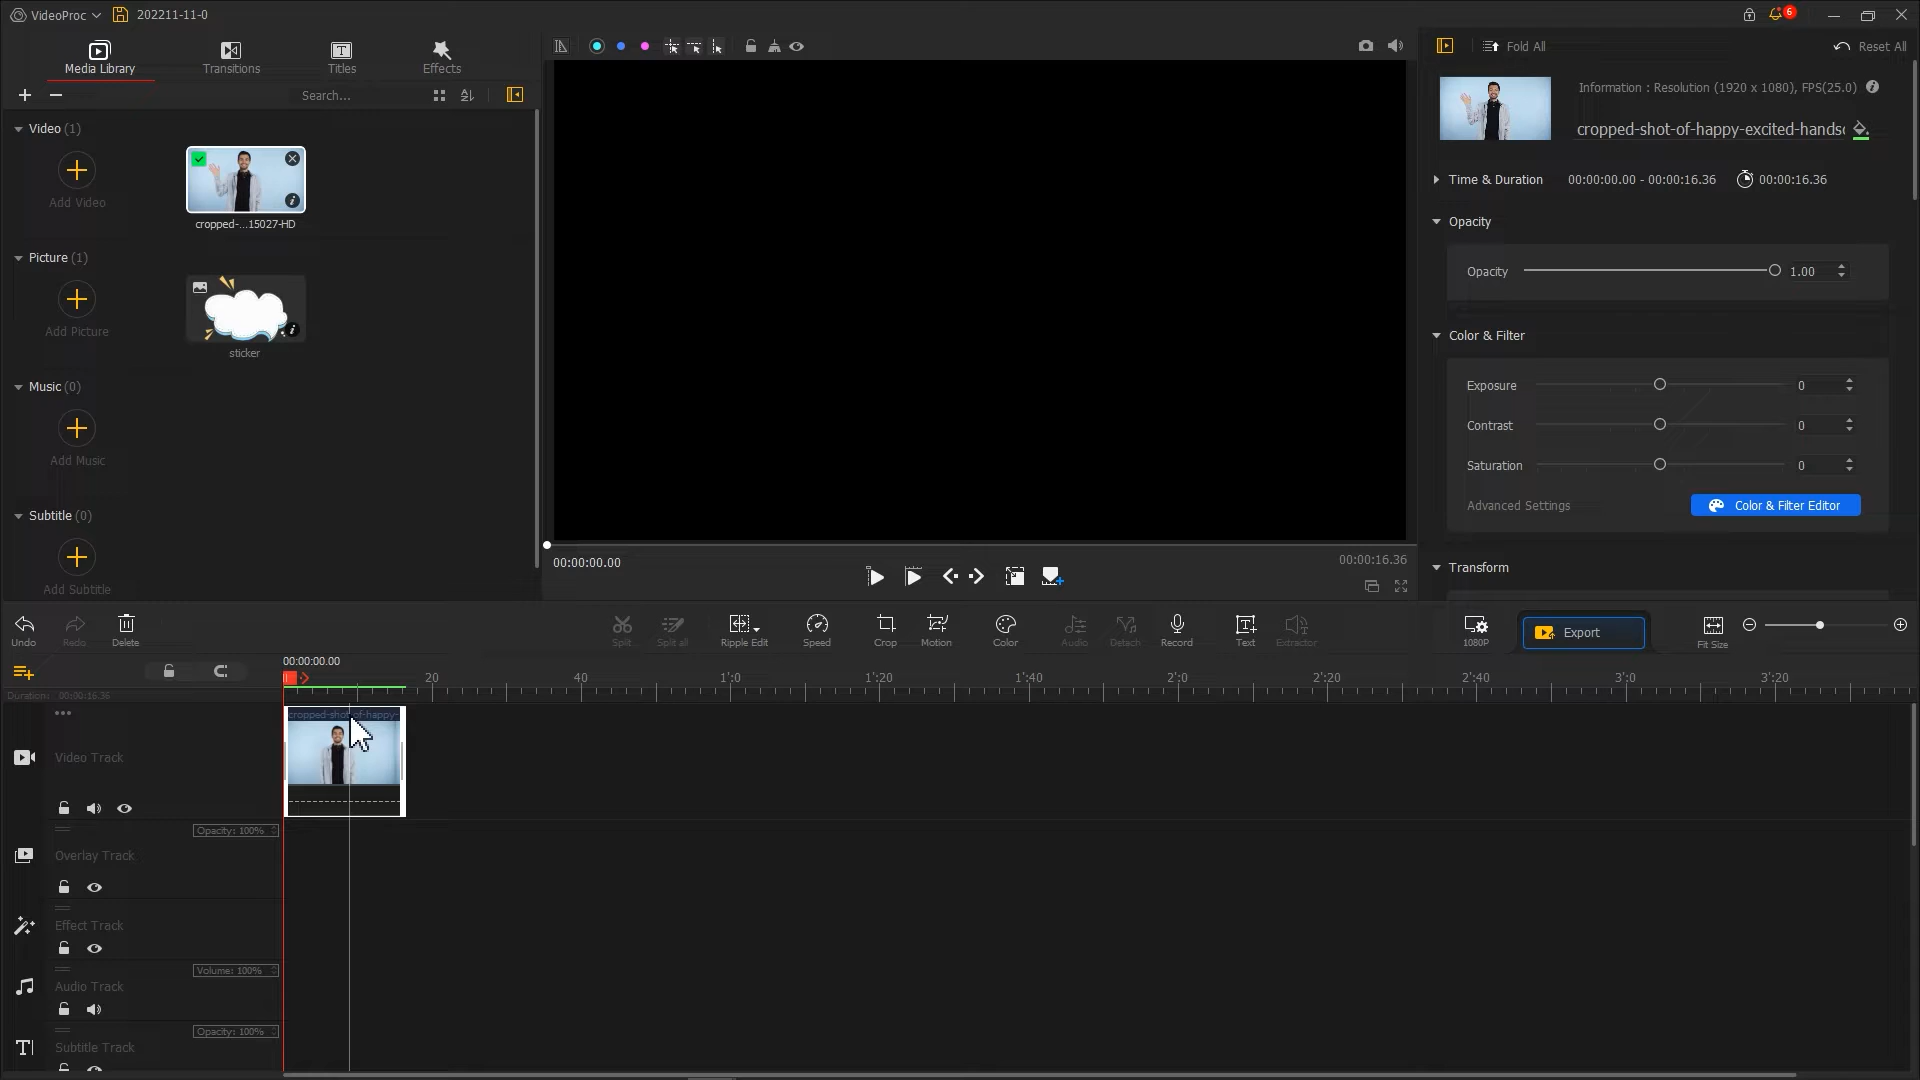 VideoProc
202211-11-0
6
Media Library
Transitions
Titles
Effects
Search...
Fold All
Reset All
Information : Resolution (1920 x 1080), FPS(25.0)
cropped-shot-of-happy-excited-handso
Video (1)
Add Video
cropped-...15027-HD
Picture (1)
Add Picture
sticker
Music (0)
Add Music
Subtitle (0)
Add Subtitle
Time & Duration 00:00:00.00 - 00:00:16.36 00:00:16.36
Opacity
Opacity 1.00
Color & Filter
Exposure 0
Contrast 0
Saturation 0
Advanced Settings Color & Filter Editor
Transform
00:00:00.00
00:00:16.36
Undo
Redo
Delete
Split
Split all
Ripple Edit
Speed
Crop
Motion
Color
Audio
Detach
Record
Text
Extractor
1080P
Export
Fit Size
00:00:00.00
20 40 1'0 1'20 1'40 2'0 2'20 2'40 3'0 3'20
Duration: 00:00:16.36
cropped-shot-of-happy-
Video Track
Opacity: 100%
Overlay Track
Effect Track
Volume: 100%
Audio Track
Opacity: 100%
Subtitle Track